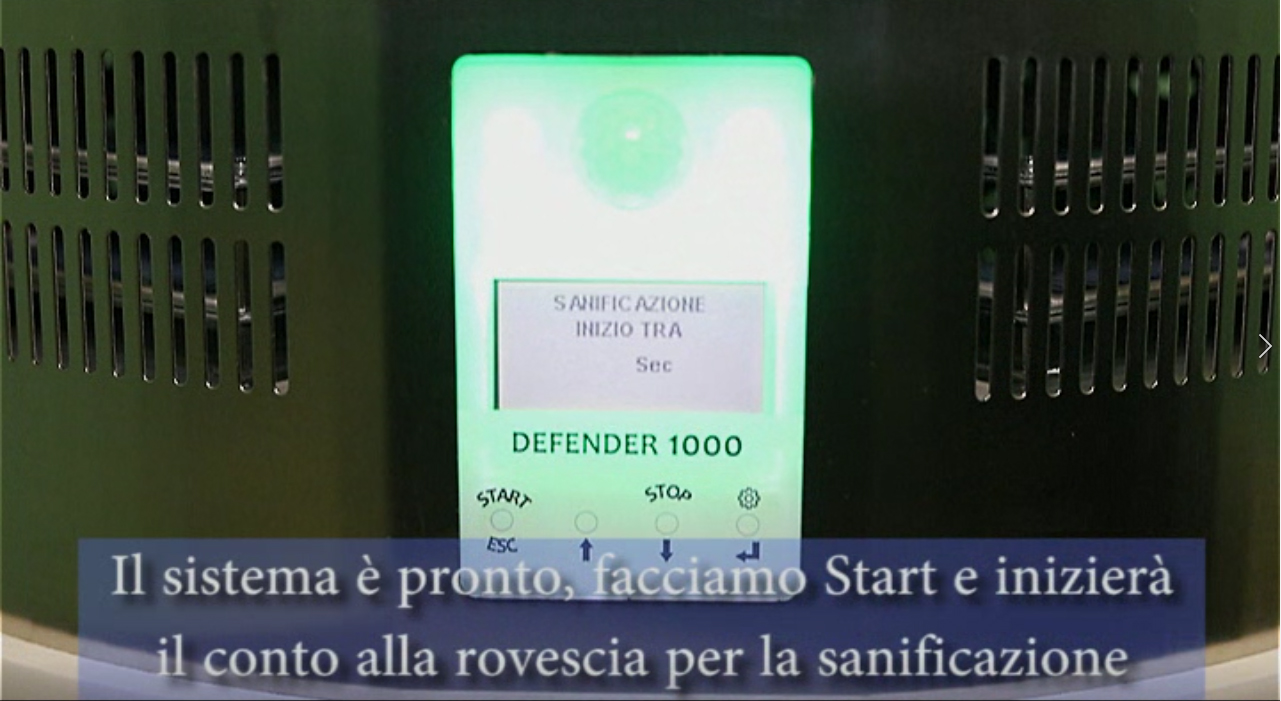 SANIFICAZIONE
INIZIO TRA
Sec
DEFENDER 1000
START STOP
ESC
Il sistema è pronto, facciamo Start e inizierà
il conto alla rovescia per la sanificazione